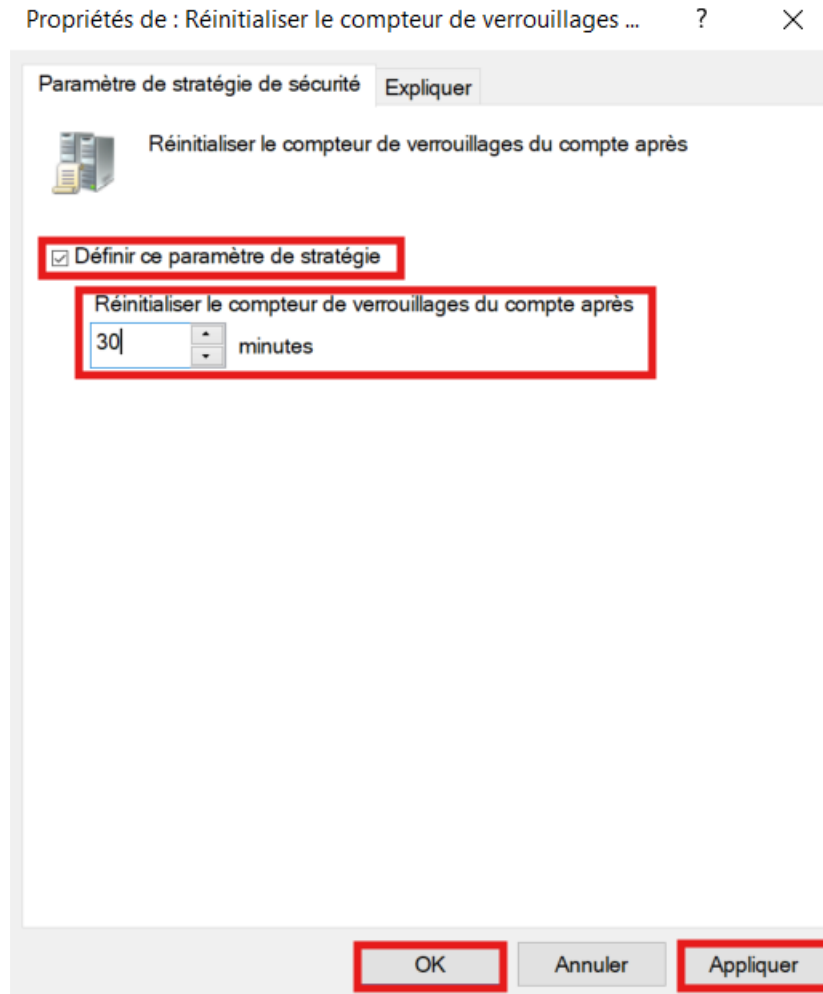 Propriétés de : Réinitialiser le compteur de verrouillages ... ?
Paramètre de stratégie de sécurité Expliquer
Réinitialiser le compteur de verrouillages du compte après
Définir ce paramètre de stratégie
Réinitialiser le compteur de verrouillages du compte après
30 minutes
OK Annuler Appliquer